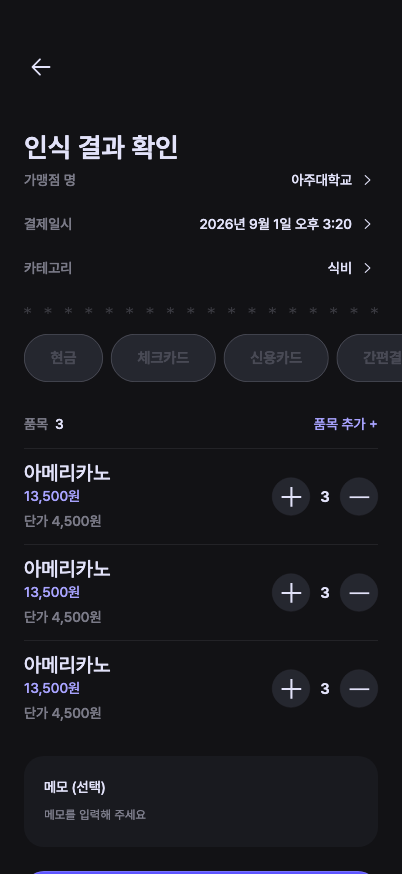 인식 결과 확인
가맹점 명 아주대학교
결제일시 2026년 9월 1일 오후 3:20
카테고리 식비
* * * * * * * * * * * * * * * * * *
현금 체크카드 신용카드 간편결
품목 3 품목 추가 +
아메리카노
13,500원 3
단가 4,500원
아메리카노
13,500원 3
단가 4,500원
아메리카노
13,500원 3
단가 4,500원
메모 (선택)
메모를 입력해 주세요